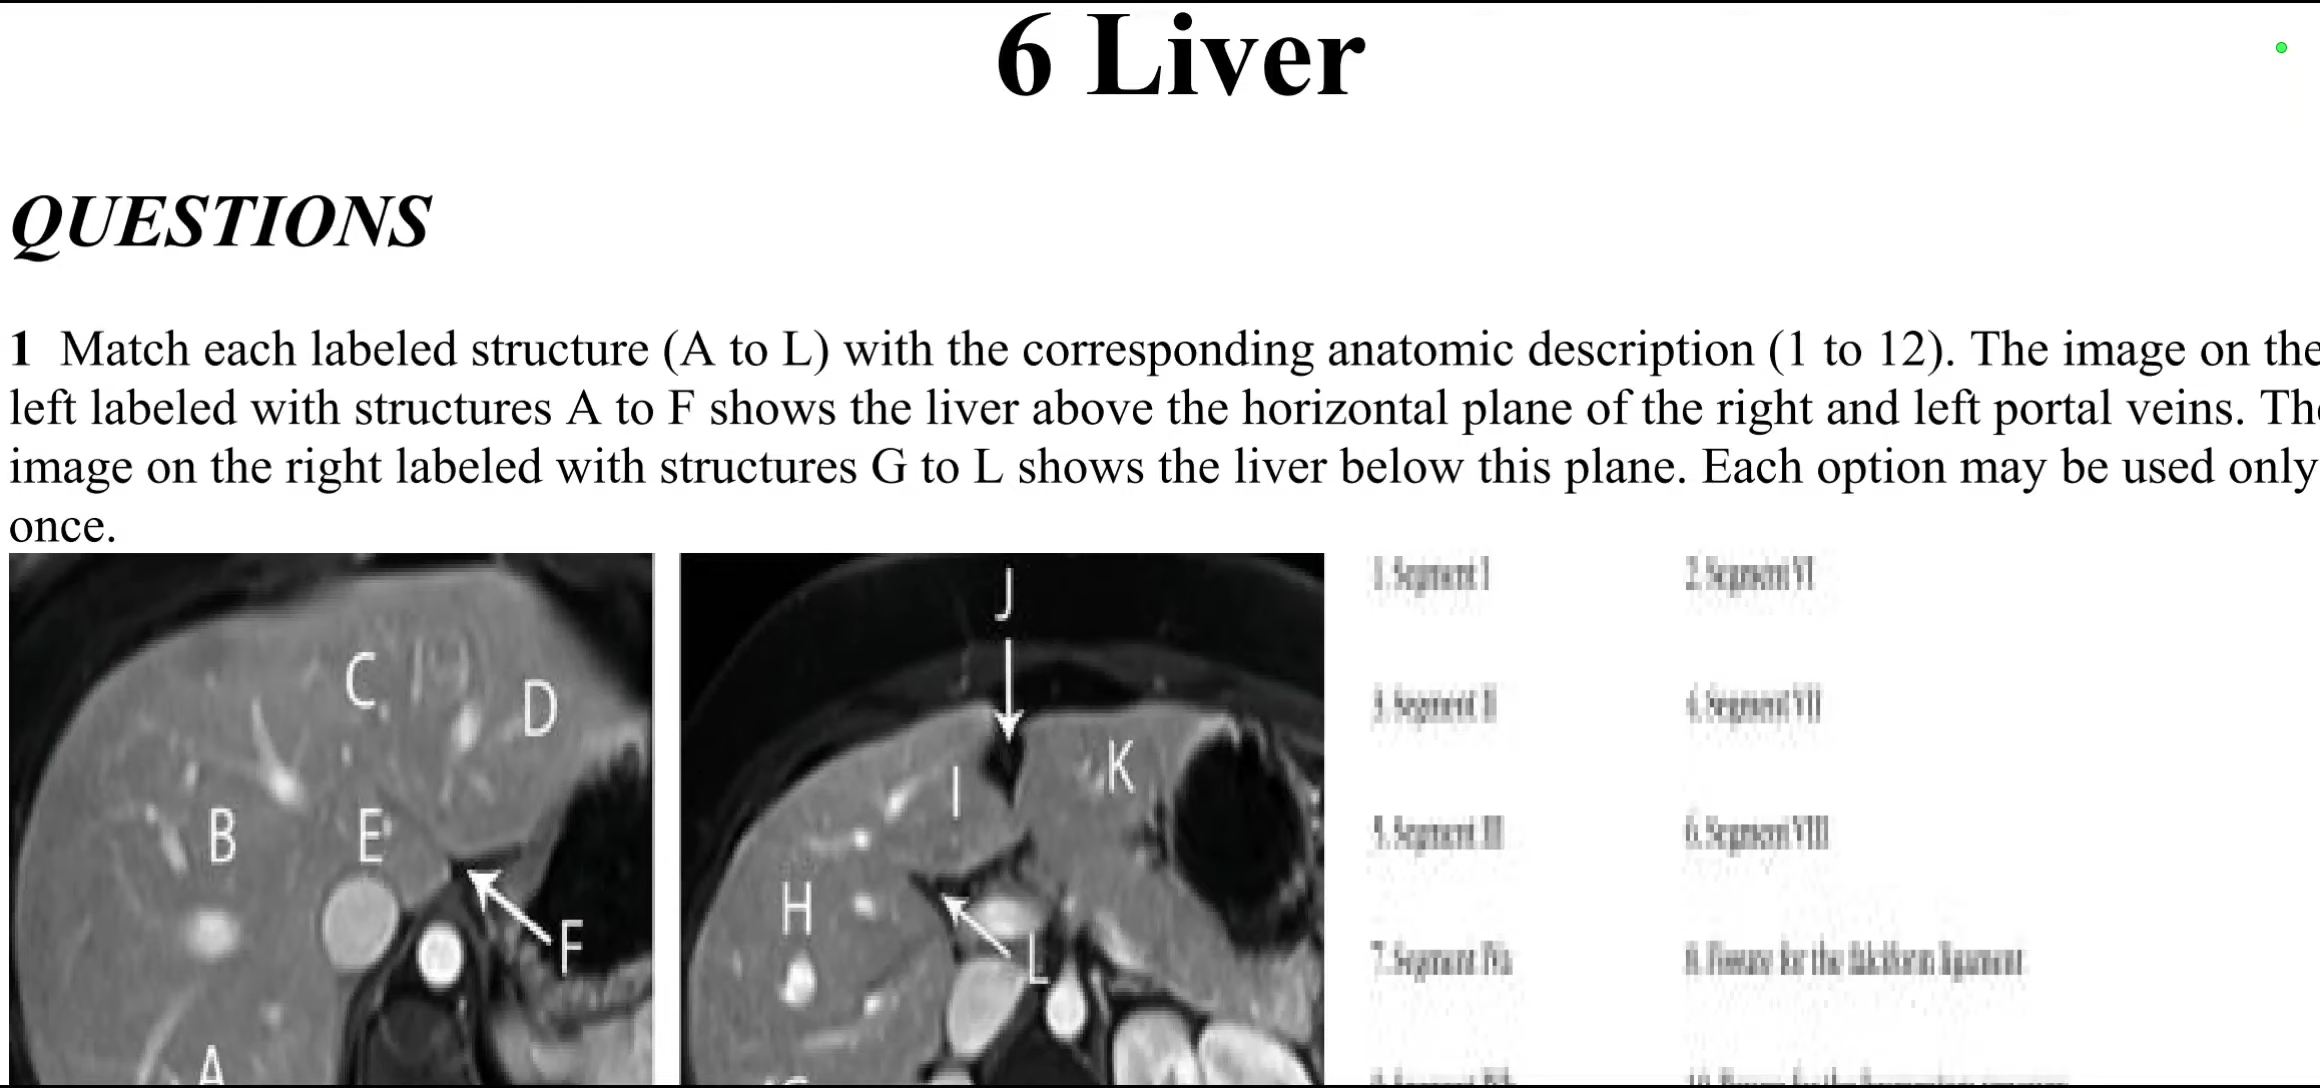 6 Liver
QUESTIONS
1 Match each labeled structure (A to L) with the corresponding anatomic description (1 to 12). The image on the
left labeled with structures A to F shows the liver above the horizontal plane of the right and left portal veins. The
image on the right labeled with structures G to L shows the liver below this plane. Each option may be used only
once.
J
1. Segment I
2. Segment VI
C
D
3. Segment II
4. Segment VII
I
K
B
E
5. Segment III
6. Segment VIII
H
F
L
7. Segment IVa
8. Fissure for the falciform ligament
A